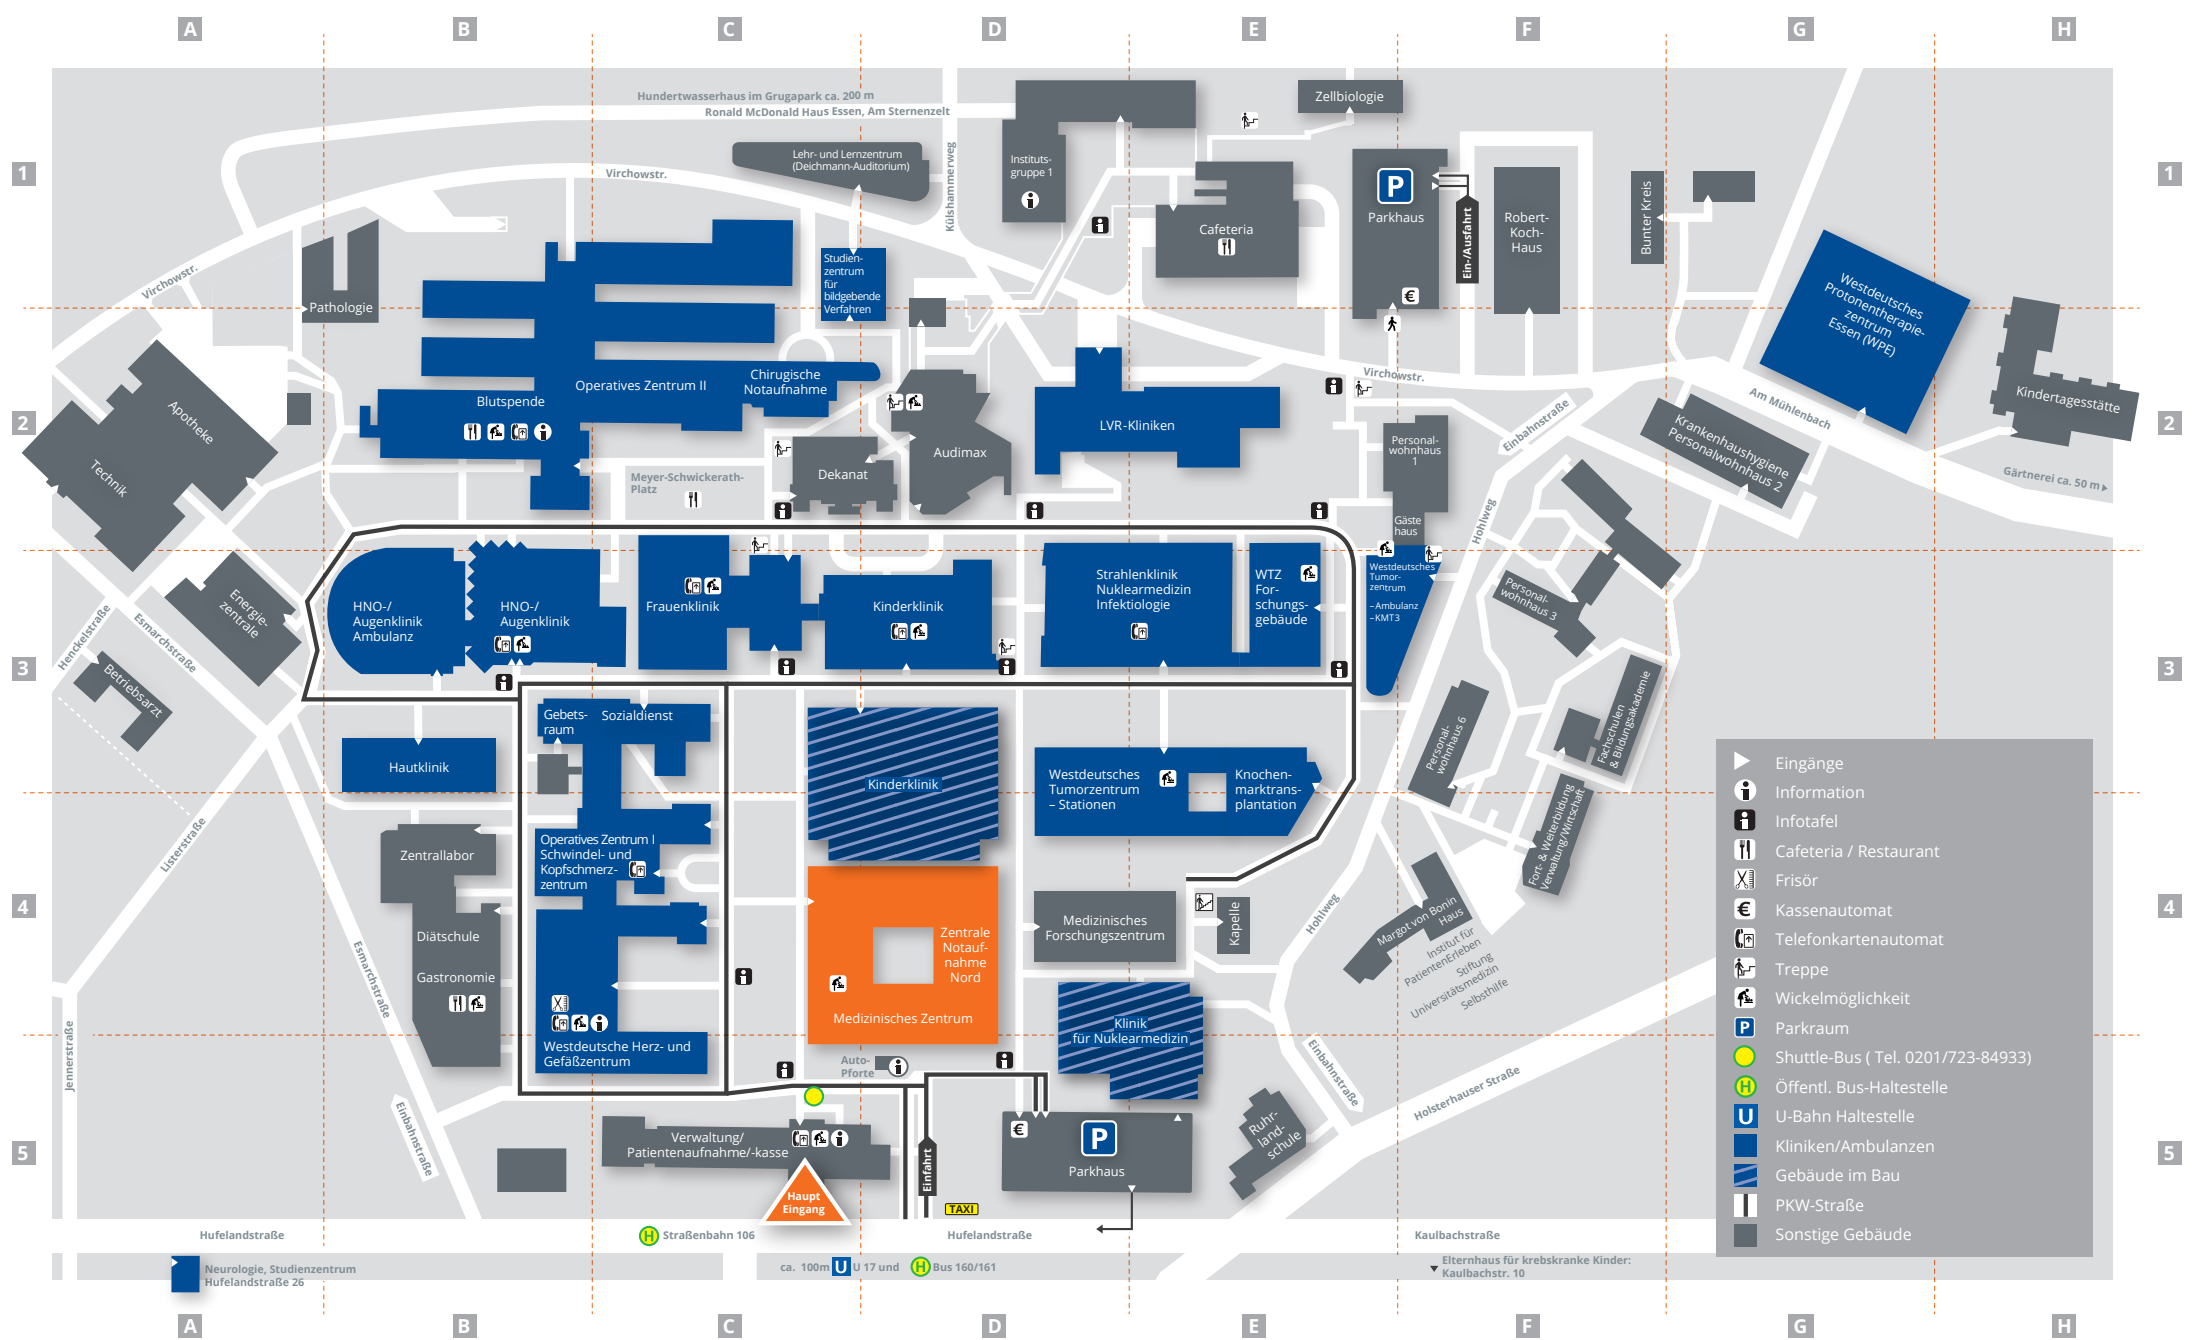 A B C D E F G H
1
Hundertwasserhaus im Grugapark ca. 200 m
Ronald McDonald Haus Essen, Am Sternenzelt
Virchowstr.
Lehr- und Lernzentrum
(Deichmann-Auditorium)
Külshammerweg
Instituts-
gruppe 1
Zellbiologie
Cafeteria
P
Parkhaus
€
Ein-/Ausfahrt
Robert-
Koch-
Haus
Bunter Kreis
1
Virchowstr.
Pathologie
Studien-
zentrum
für
bildgebende
Verfahren
Westdeutsches
Protonentherapie-
zentrum
Essen (WPE)
2
Apotheke
Technik
Operatives Zentrum II
Chirugische
Notaufnahme
Blutspende
Meyer-Schwickerath-
Platz
Dekanat
Audimax
LVR-Kliniken
Virchowstr.
Personal-
wohnhaus
1
Gäste
haus
Einbahnstraße
Hohlweg
Krankenhaushygiene
Personalwohnhaus 2
Am Mühlenbach
Kindertagesstätte
Gärtnerei ca. 50 m
2
3
Henckelstraße
Esmarchstraße
Energie-
zentrale
Betriebsarzt
HNO-/
Augenklinik
Ambulanz
HNO-/
Augenklinik
Frauenklinik
Kinderklinik
Strahlenklinik
Nuklearmedizin
Infektiologie
WTZ
For-
schungs-
gebäude
Westdeutsches
Tumor-
zentrum
–Ambulanz
–KMT3
Personal-
wohnhaus 3
Personal-
wohnhaus 6
Fachschulen
& Bildungsakademie
3
Hautklinik
Gebets-
raum
Sozialdienst
Kinderklinik
Westdeutsches
Tumorzentrum
– Stationen
Knochen-
marktrans-
plantation
4
Listerstraße
Zentrallabor
Diätschule
Gastronomie
Esmarchstraße
Operatives Zentrum I
Schwindel- und
Kopfschmerz-
zentrum
Westdeutsche Herz- und
Gefäßzentrum
Zentrale
Notauf-
nahme
Nord
Medizinisches Zentrum
Medizinisches
Forschungszentrum
Kapelle
Klinik
für Nuklearmedizin
Hohlweg
Fort- & Weiterbildung
Verwaltung/Wirtschaft
Margot von Bonin
Haus
Institut für
PatientenErleben
Stiftung
Universitätsmedizin
Selbsthilfe
4
5
Jennerstraße
Einbahnstraße
Auto-
Pforte
Verwaltung/
Patientenaufnahme/-kasse
Haupt
Eingang
Einfahrt
TAXI
€
P
Parkhaus
Ruhr-
land-
schule
Einbahnstraße
Holsterhauser Straße
5
Hufelandstraße
H Straßenbahn 106
Hufelandstraße
Kaulbachstraße
Neurologie, Studienzentrum
Hufelandstraße 26
ca. 100m U U 17 und H Bus 160/161
Elternhaus für krebskranke Kinder:
Kaulbachstr. 10
Eingänge
Information
Infotafel
Cafeteria / Restaurant
Frisör
€ Kassenautomat
Telefonkartenautomat
Treppe
Wickelmöglichkeit
P Parkraum
Shuttle-Bus ( Tel. 0201/723-84933)
H Öffentl. Bus-Haltestelle
U U-Bahn Haltestelle
Kliniken/Ambulanzen
Gebäude im Bau
PKW-Straße
Sonstige Gebäude
A B C D E F G H